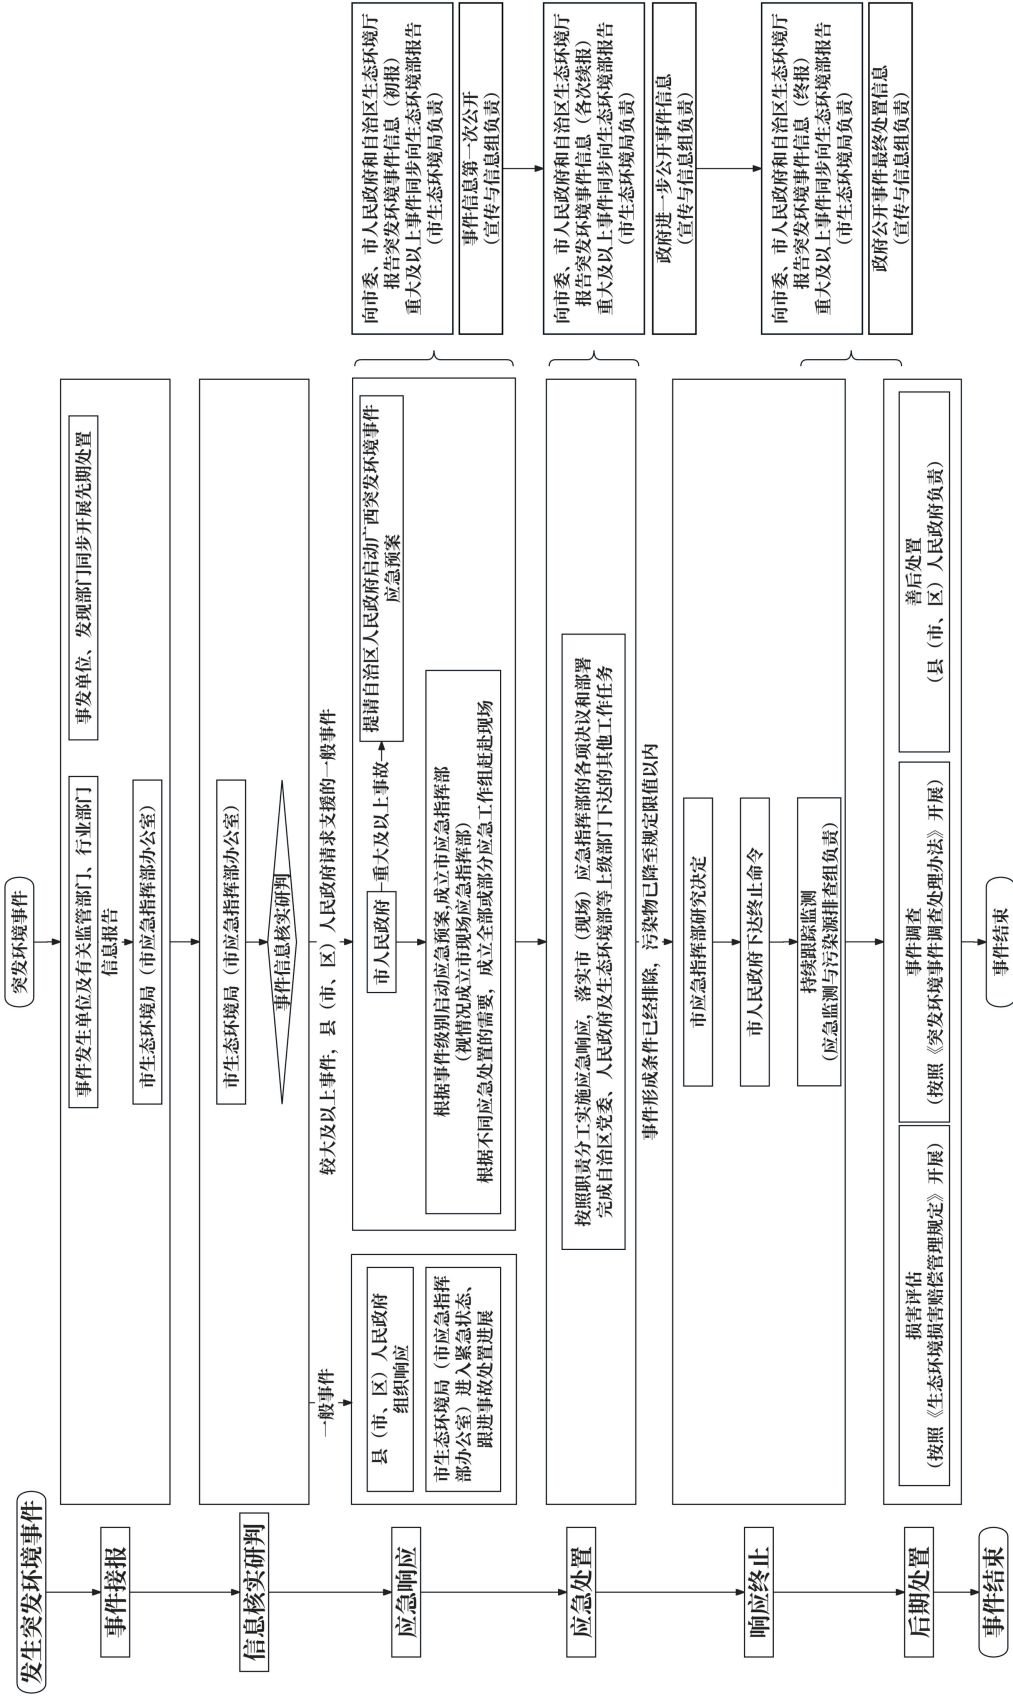 发生突发环境事件
事件接报
信息核实研判
应急响应
应急处置
响应终止
后期处置
事件结束
突发环境事件
事件发生单位及有关监管部门、行业部门
信息报告
事发单位、发现部门同步开展先期处置
市生态环境局（市应急指挥部办公室）
市生态环境局（市应急指挥部办公室）
事件信息核实研判
一般事件
较大及以上事件，县（市、区）人民政府请求支援的一般事件
县（市、区）人民政府
组织响应
市生态环境局（市应急指挥
部办公室）进入紧急状态、
跟进事故处置进展
市人民政府
重大及以上事故
提请自治区人民政府启动广西突发环境事件
应急预案
根据事件级别启动应急预案,成立市应急指挥部
（视情况成立市现场应急指挥部）
根据不同应急处置的需要，成立全部或部分应急工作组赶赴现场
向市委、市人民政府和自治区生态环境厅
报告突发环境事件信息（初报）
重大及以上事件同步向生态环境部报告
（市生态环境局负责）
事件信息第一次公开
（宣传与信息组负责）
按照职责分工实施应急响应，落实市（现场）应急指挥部的各项决议和部署
完成自治区党委、人民政府及生态环境部等上级部门下达的其他工作任务
向市委、市人民政府和自治区生态环境厅
报告突发环境事件信息（各次续报）
重大及以上事件同步向生态环境部报告
（市生态环境局负责）
政府进一步公开事件信息
（宣传与信息组负责）
事件形成条件已经排除，污染物已降至规定限值以内
市应急指挥部研究决定
市人民政府下达终止命令
持续跟踪监测
（应急监测与污染源排查组负责）
向市委、市人民政府和自治区生态环境厅
报告突发环境事件信息（终报）
重大及以上事件同步向生态环境部报告
（市生态环境局负责）
政府公开事件最终处置信息
（宣传与信息组负责）
损害评估
（按照《生态环境损害赔偿管理规定》开展）
事件调查
（按照《突发环境事件调查处理办法》开展）
善后处置
（县（市、区）人民政府负责）
事件结束